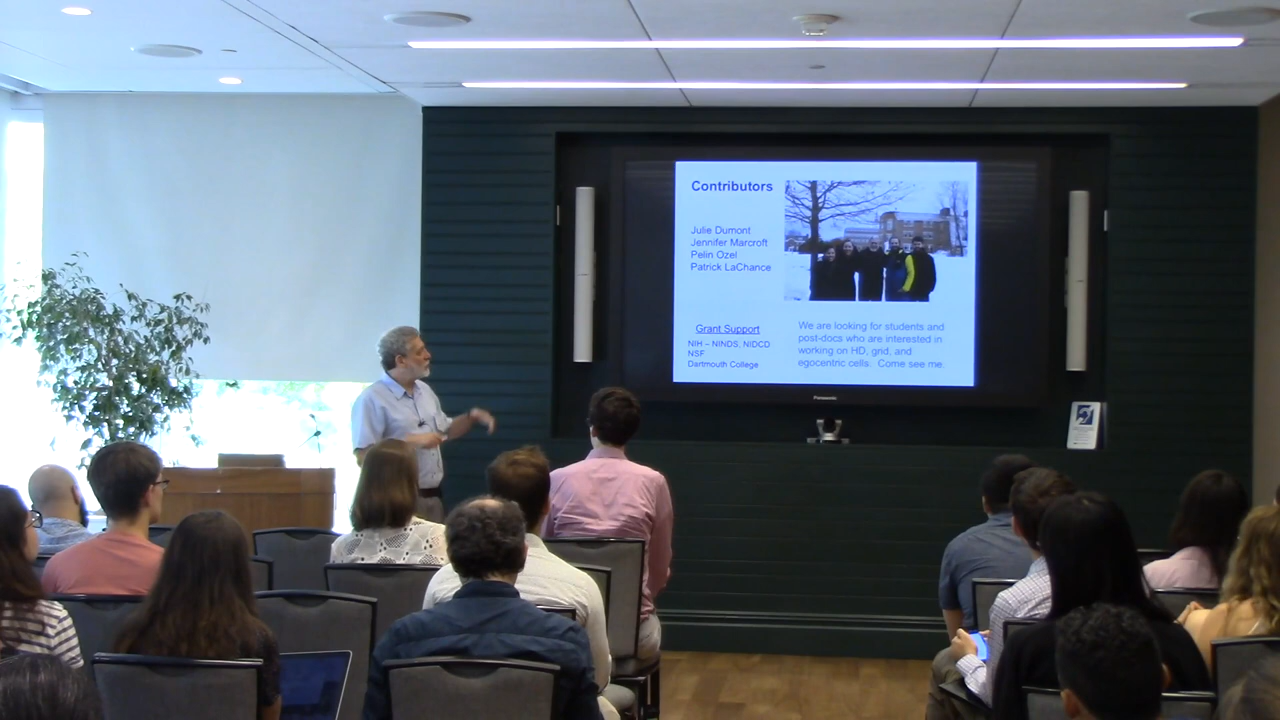 Contributors
Julie Dumont
Jennifer Marcroft
Pelin Ozel
Patrick LaChance
Grant Support
NIH – NINDS, NIDCD
NSF
Dartmouth College
We are looking for students and
post-docs who are interested in
working on HD, grid, and
egocentric cells. Come see me.
Panasonic